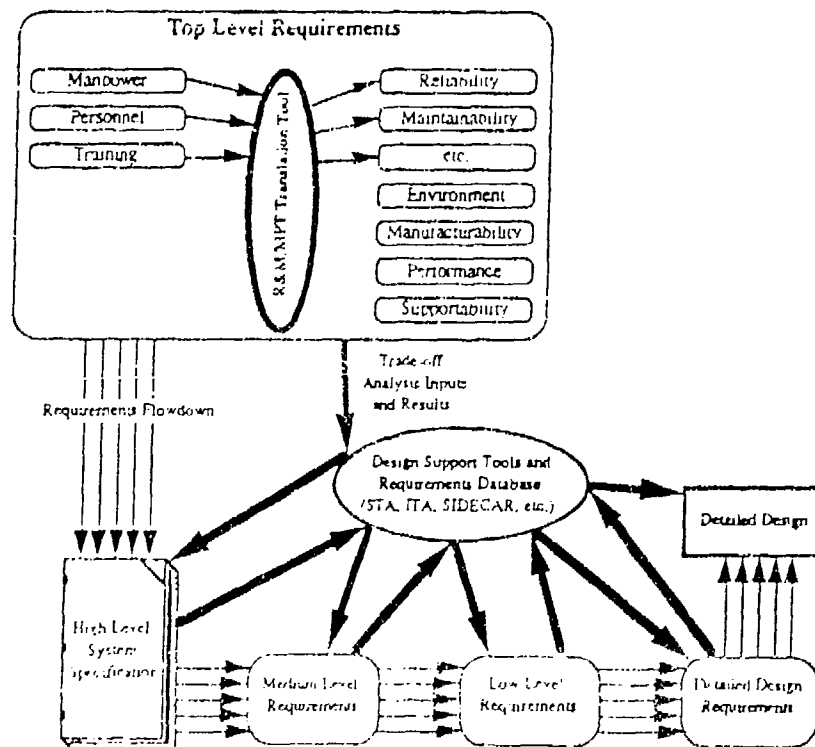 Top Level Requirements
Manpower
Personnel
Training
R&M/MPT Translation Tool
Reliability
Maintainability
etc.
Environment
Manufacturability
Performance
Supportability
Trade-off
Analysis Inputs
and Results
Requirements Flowdown
Design Support Tools and
Requirements Database
(STA, ITA, SIDECAR, etc.)
Detailed Design
High Level
System
Specification
Medium Level
Requirements
Low Level
Requirements
Detailed Design
Requirements